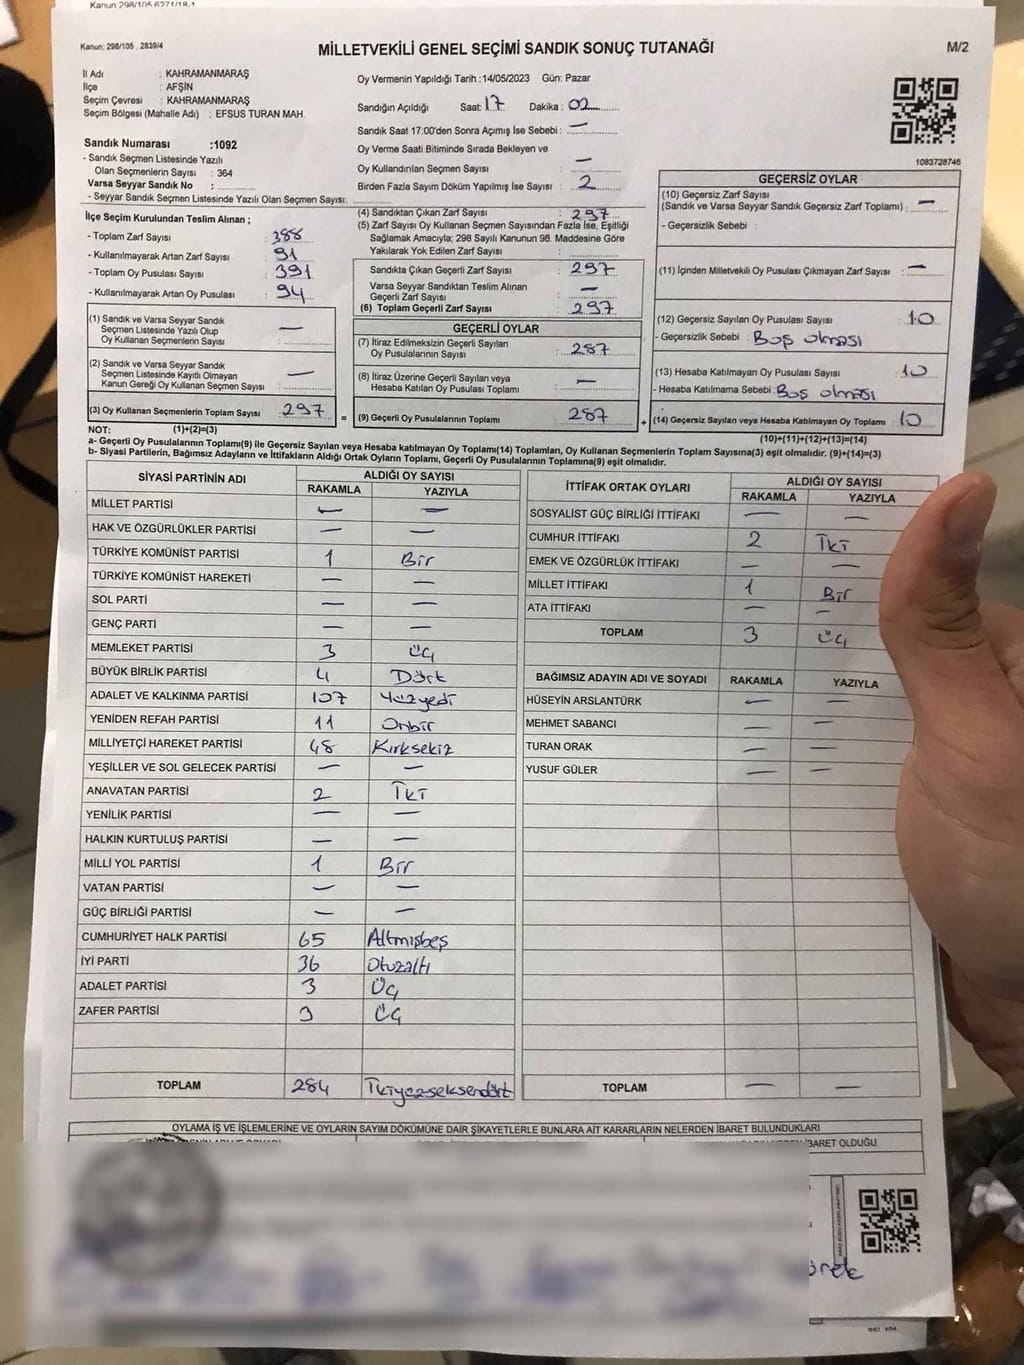 Kanun 298/105 6271/18-1
Kanun: 298/105 , 2839/4
MİLLETVEKİLİ GENEL SEÇİMİ SANDIK SONUÇ TUTANAĞI
M/2
İl Adı : KAHRAMANMARAŞ
İlçe : AFŞİN
Seçim Çevresi : KAHRAMANMARAŞ
Seçim Bölgesi (Mahalle Adı) : EFSUS TURAN MAH.
Oy Vermenin Yapıldığı Tarih :14/05/2023 Gün: Pazar
Sandığın Açıldığı Saat: 17 Dakika : 02
Sandık Saat 17:00'den Sonra Açımış İse Sebebi : —
Oy Verme Saati Bitiminde Sırada Bekleyen ve
Oy Kullandırılan Seçmen Sayısı : —
Birden Fazla Sayım Döküm Yapılmış İse Sayısı : 2
1083728746
Sandık Numarası :1092
- Sandık Seçmen Listesinde Yazılı
Olan Seçmenlerin Sayısı : 364
Varsa Seyyar Sandık No :
- Seyyar Sandık Seçmen Listesinde Yazılı Olan Seçmen Sayısı:
İlçe Seçim Kurulundan Teslim Alınan ;
- Toplam Zarf Sayısı : 388
- Kullanılmayarak Artan Zarf Sayısı : 91
- Toplam Oy Pusulası Sayısı : 391
- Kullanılmayarak Artan Oy Pusulası : 94
(1) Sandık ve Varsa Seyyar Sandık
Seçmen Listesinde Yazılı Olup
Oy Kullanan Seçmenlerin Sayısı : —
(2) Sandık ve Varsa Seyyar Sandık
Seçmen Listesinde Kayıtlı Olmayan
Kanun Gereği Oy Kullanan Seçmen Sayısı : —
(3) Oy Kullanan Seçmenlerin Toplam Sayısı : 297
(1)+(2)=(3)
(4) Sandıktan Çıkan Zarf Sayısı : 297
(5) Zarf Sayısı Oy Kullanan Seçmen Sayısından Fazla İse, Eşitliği
Sağlamak Amacıyla; 298 Sayılı Kanunun 98. Maddesine Göre
Yakılarak Yok Edilen Zarf Sayısı :
Sandıkta Çıkan Geçerli Zarf Sayısı : 297
Varsa Seyyar Sandıktan Teslim Alınan
Geçerli Zarf Sayısı : —
(6) Toplam Geçerli Zarf Sayısı : 297
GEÇERLİ OYLAR
(7) İtiraz Edilmeksizin Geçerli Sayılan
Oy Pusulalarının Sayısı : 287
(8) İtiraz Üzerine Geçerli Sayılan veya
Hesaba Katılan Oy Pusulası Toplamı : —
= (9) Geçerli Oy Pusulalarının Toplamı : 287
GEÇERSİZ OYLAR
(10) Geçersiz Zarf Sayısı
(Sandık ve Varsa Seyyar Sandık Geçersiz Zarf Toplamı) : —
- Geçersizlik Sebebi :
(11) İçinden Milletvekili Oy Pusulası Çıkmayan Zarf Sayısı : —
(12) Geçersiz Sayılan Oy Pusulası Sayısı : 10
- Geçersizlik Sebebi : Boş olması
(13) Hesaba Katılmayan Oy Pusulası Sayısı : 10
- Hesaba Katılmama Sebebi : Boş olması
+ (14) Geçersiz Sayılan veya Hesaba Katılmayan Oy Toplamı : 10
(10)+(11)+(12)+(13)=(14)
NOT:
a- Geçerli Oy Pusulalarının Toplamı(9) ile Geçersiz Sayılan veya Hesaba katılmayan Oy Toplamı(14) Toplamları, Oy Kullanan Seçmenlerin Toplam Sayısına(3) eşit olmalıdır. (9)+(14)=(3)
b- Siyasi Partilerin, Bağımsız Adayların ve İttifakların Aldığı Ortak Oyların Toplamı, Geçerli Oy Pusulalarının Toplamına(9) eşit olmalıdır.
SİYASİ PARTİNİN ADI ALDIĞI OY SAYISI
RAKAMLA YAZIYLA
MİLLET PARTİSİ — —
HAK VE ÖZGÜRLÜKLER PARTİSİ — —
TÜRKİYE KOMÜNİST PARTİSİ 1 Bir
TÜRKİYE KOMÜNİST HAREKETİ — —
SOL PARTİ — —
GENÇ PARTİ — —
MEMLEKET PARTİSİ 3 Üç
BÜYÜK BİRLİK PARTİSİ 4 Dört
ADALET VE KALKINMA PARTİSİ 107 Yüzyedi
YENİDEN REFAH PARTİSİ 11 Onbir
MİLLİYETÇİ HAREKET PARTİSİ 48 Kırksekiz
YEŞİLLER VE SOL GELECEK PARTİSİ — —
ANAVATAN PARTİSİ 2 İki
YENİLİK PARTİSİ — —
HALKIN KURTULUŞ PARTİSİ — —
MİLLİ YOL PARTİSİ 1 Bir
VATAN PARTİSİ — —
GÜÇ BİRLİĞİ PARTİSİ — —
CUMHURİYET HALK PARTİSİ 65 Altmışbeş
İYİ PARTİ 36 Otuzaltı
ADALET PARTİSİ 3 Üç
ZAFER PARTİSİ 3 Üç
TOPLAM 284 İkiyüzseksendört
İTTİFAK ORTAK OYLARI ALDIĞI OY SAYISI
RAKAMLA YAZIYLA
SOSYALIST GÜÇ BİRLİĞİ İTTİFAKI — —
CUMHUR İTTİFAKI 2 İki
EMEK VE ÖZGÜRLÜK İTTİFAKI — —
MİLLET İTTİFAKI 1 Bir
ATA İTTİFAKI — —
TOPLAM 3 Üç
BAĞIMSIZ ADAYIN ADI VE SOYADI RAKAMLA YAZIYLA
HÜSEYİN ARSLANTÜRK — —
MEHMET SABANCI — —
TURAN ORAK — —
YUSUF GÜLER — —
TOPLAM — —
OYLAMA İŞ VE İŞLEMLERİNE VE OYLARIN SAYIM DÖKÜMÜNE DAİR ŞİKAYETLERLE BUNLARA AİT KARARLARIN NELERDEN İBARET BULUNDUKLARI
İBARET OLDUĞU